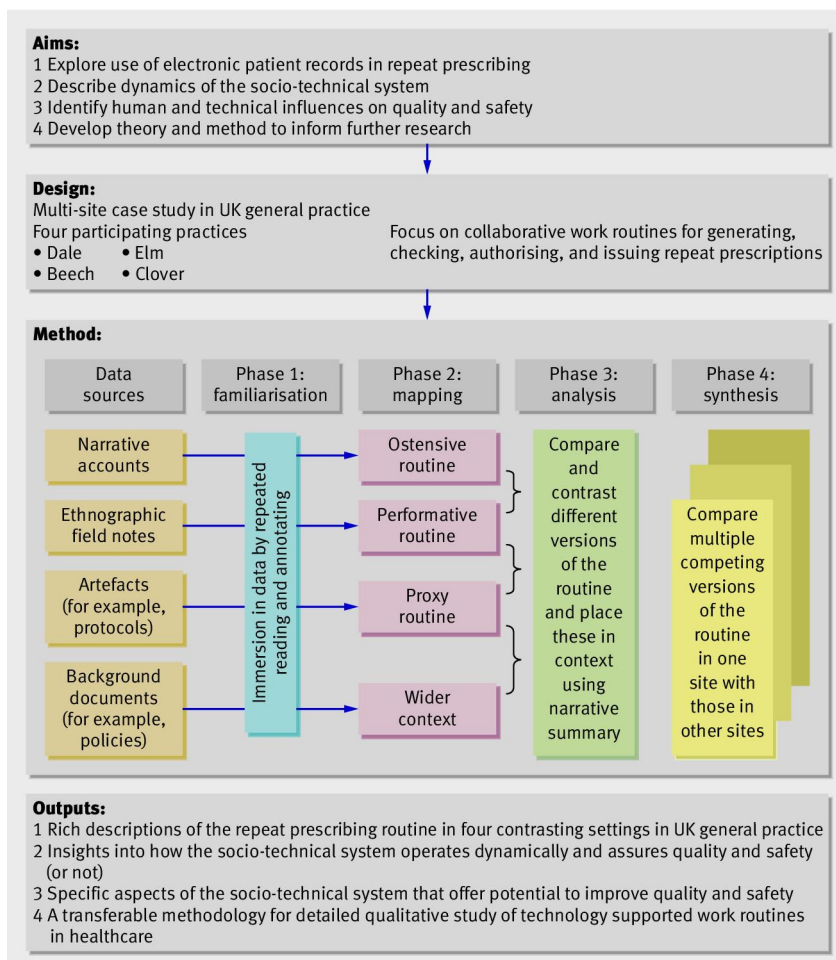 Aims:
1 Explore use of electronic patient records in repeat prescribing
2 Describe dynamics of the socio-technical system
3 Identify human and technical influences on quality and safety
4 Develop theory and method to inform further research
Design:
Multi-site case study in UK general practice
Four participating practices
• Dale • Elm
• Beech • Clover
Focus on collaborative work routines for generating,
checking, authorising, and issuing repeat prescriptions
Method:
Data
sources
Phase 1:
familiarisation
Phase 2:
mapping
Phase 3:
analysis
Phase 4:
synthesis
Narrative
accounts
Ethnographic
field notes
Artefacts
(for example,
protocols)
Background
documents
(for example,
policies)
Immersion in data by repeated
reading and annotating
Ostensive
routine
Performative
routine
Proxy
routine
Wider
context
Compare
and
contrast
different
versions
of the
routine
and place
these in
context
using
narrative
summary
Compare
multiple
competing
versions
of the
routine
in one
site with
those in
other sites
Outputs:
1 Rich descriptions of the repeat prescribing routine in four contrasting settings in UK general practice
2 Insights into how the socio-technical system operates dynamically and assures quality and safety
(or not)
3 Specific aspects of the socio-technical system that offer potential to improve quality and safety
4 A transferable methodology for detailed qualitative study of technology supported work routines
in healthcare